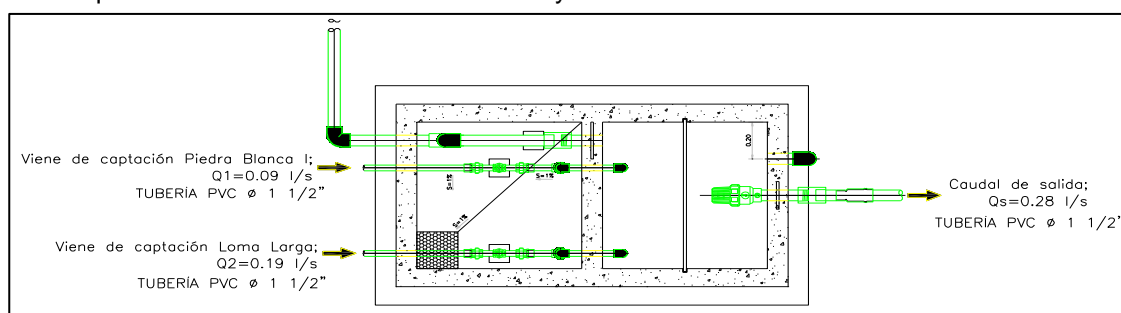 Viene de captación Piedra Blanca I;
Q1=0.09 l/s
TUBERÍA PVC ø 1 1/2"
Viene de captación Loma Larga;
Q2=0.19 l/s
TUBERÍA PVC ø 1 1/2"
S=1%
S=1%
S=1%
0.20
Caudal de salida;
Qs=0.28 l/s
TUBERÍA PVC ø 1 1/2"